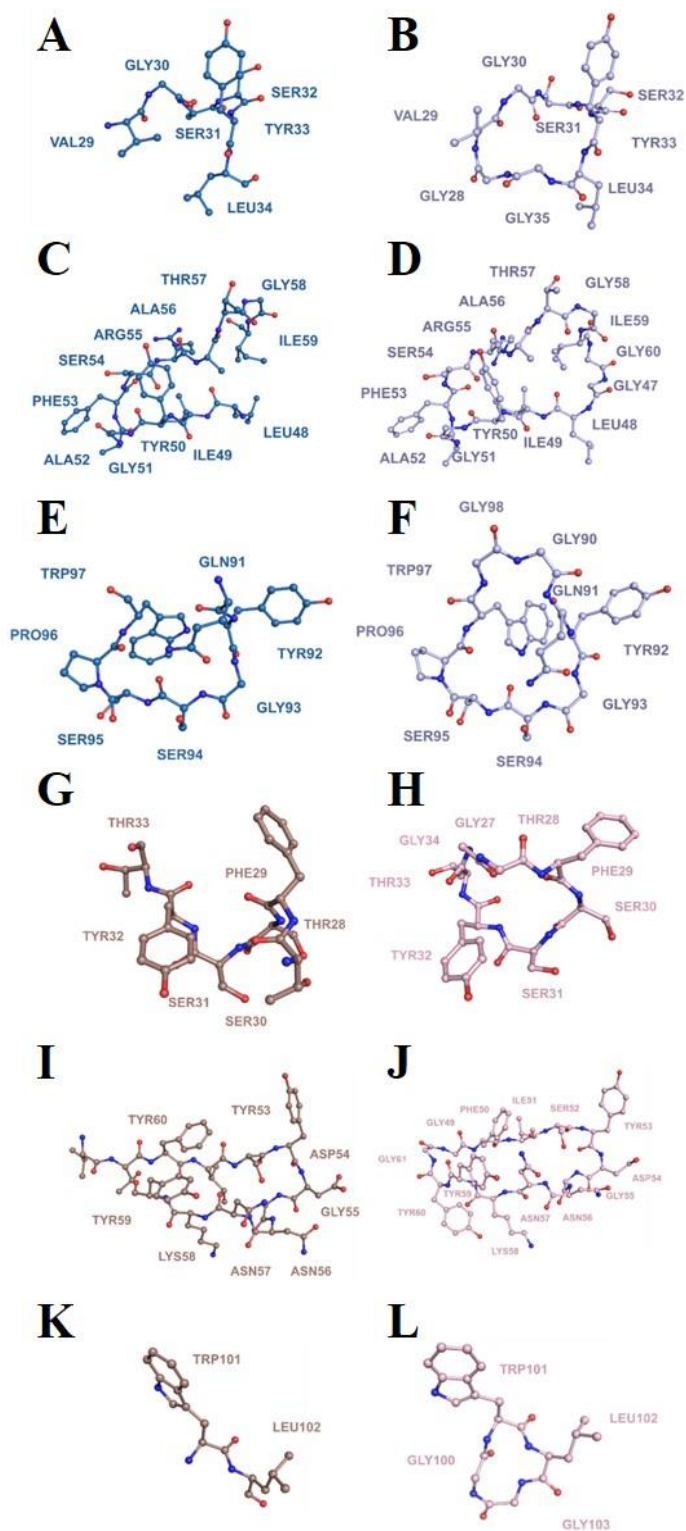 A
GLY30
SER32
SER31
TYR33
VAL29
LEU34
B
GLY30
SER32
VAL29
SER31
TYR33
GLY28
LEU34
GLY35
C
THR57
GLY58
ALA56
ARG55
ILE59
SER54
PHE53
LEU48
TYR50
ILE49
ALA52
GLY51
D
THR57
GLY58
ALA56
ILE59
ARG55
GLY60
SER54
GLY47
PHE53
LEU48
TYR50
ILE49
ALA52
GLY51
E
GLN91
TRP97
PRO96
TYR92
GLY93
SER95
SER94
F
GLY98
GLY90
TRP97
GLN91
PRO96
TYR92
GLY93
SER95
SER94
G
THR33
PHE29
THR28
TYR32
SER31
SER30
H
THR28
GLY27
GLY34
PHE29
THR33
SER30
TYR32
SER31
I
TYR60
TYR53
ASP54
TYR59
GLY55
LYS58
ASN57
ASN56
J
ILE51
SER52
PHE50
GLY49
TYR53
GLY61
ASP54
TYR59
GLY55
TYR60
ASN57
ASN56
LYS58
K
TRP101
LEU102
L
TRP101
LEU102
GLY100
GLY103